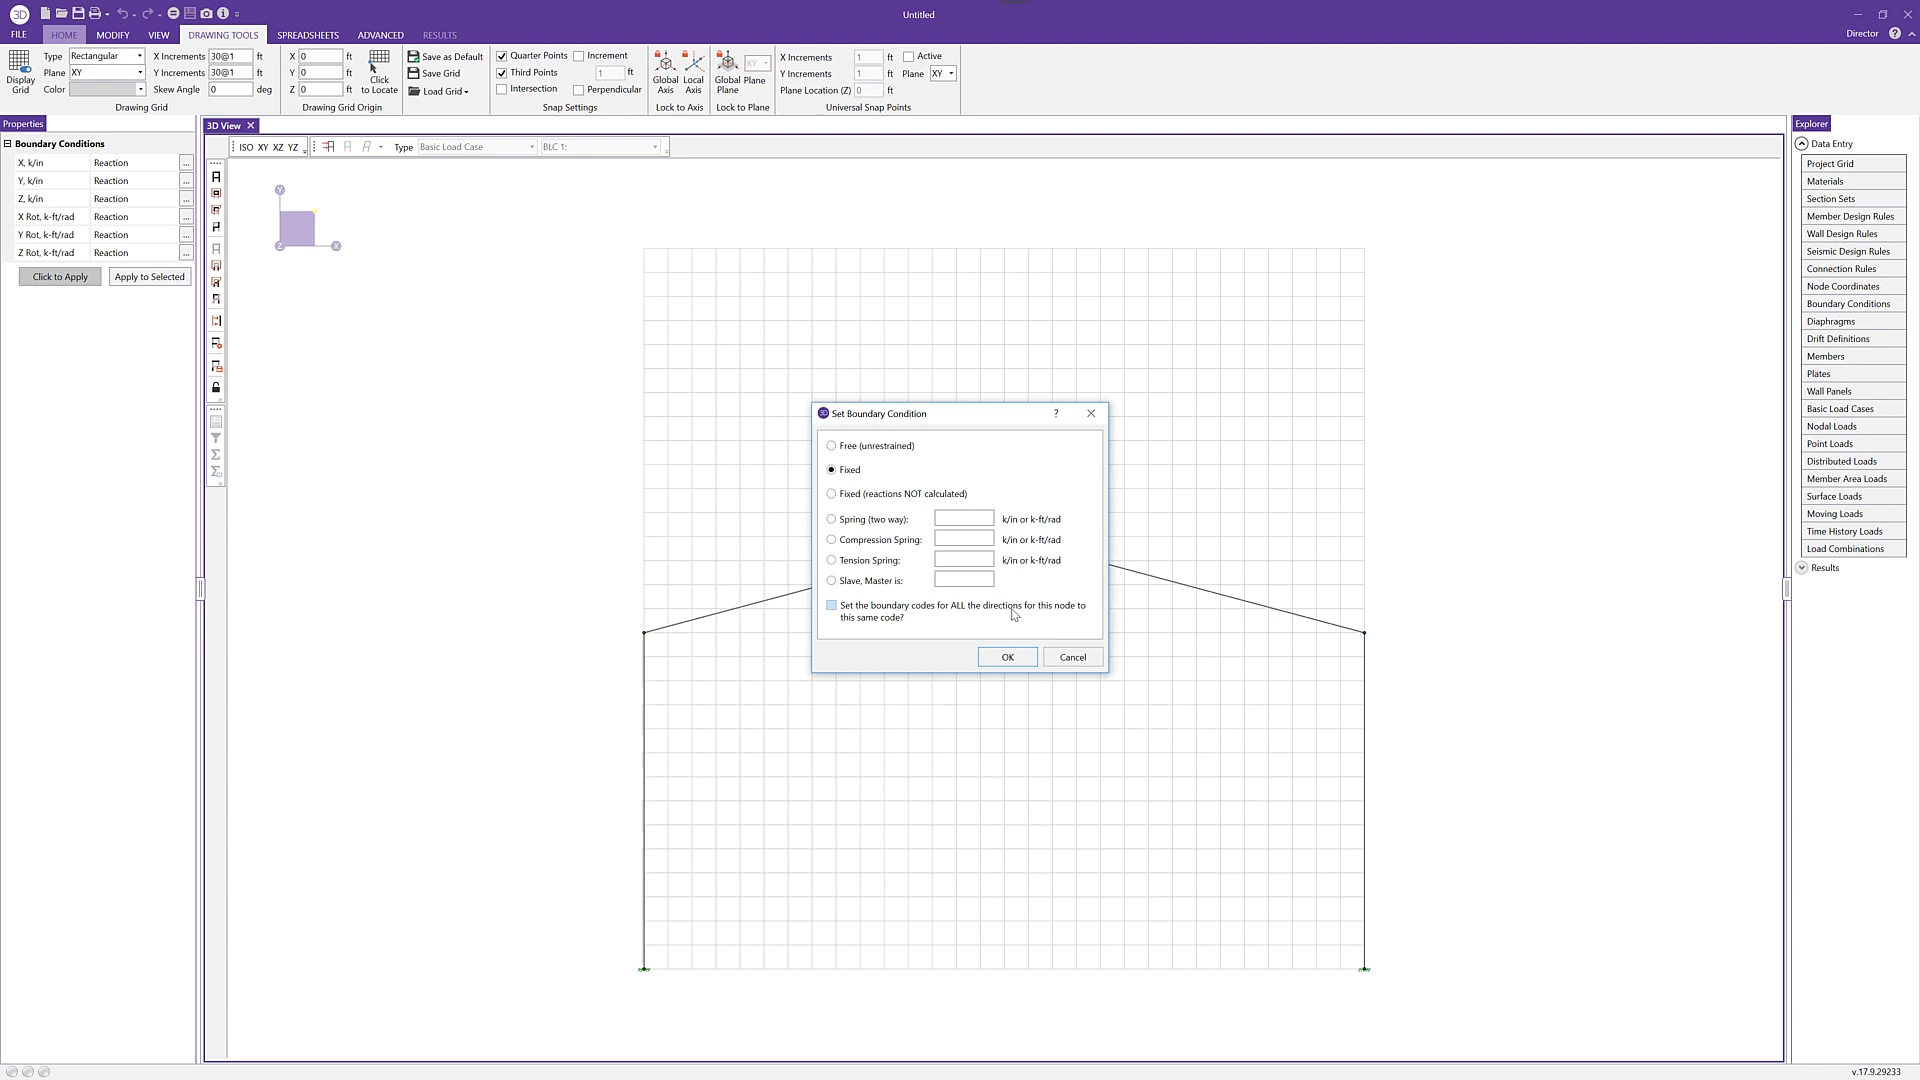 3D
Untitled
FILE HOME MODIFY VIEW DRAWING TOOLS SPREADSHEETS ADVANCED RESULTS
Director
Display Grid
Type Rectangular
Plane XY
Color
X Increments 30@1 ft
Y Increments 30@1 ft
Skew Angle 0 deg
Drawing Grid
X 0 ft
Y 0 ft
Z 0 ft
Click to Locate
Drawing Grid Origin
Save as Default
Save Grid
Load Grid
Quarter Points
Increment
Third Points
1 ft
Intersection
Perpendicular
Snap Settings
Global Axis
Local Axis
Lock to Axis
Global Plane
XY
Plane
Lock to Plane
X Increments 1 ft
Active
Y Increments 1 ft
Plane XY
Plane Location (Z) 0 ft
Universal Snap Points
Properties
Boundary Conditions
X, k/in Reaction ...
Y, k/in Reaction ...
Z, k/in Reaction ...
X Rot, k-ft/rad Reaction ...
Y Rot, k-ft/rad Reaction ...
Z Rot, k-ft/rad Reaction ...
Click to Apply
Apply to Selected
3D View
ISO XY XZ YZ
Type Basic Load Case
BLC 1:
Y
Z
X
3D Set Boundary Condition ?
Free (unrestrained)
Fixed
Fixed (reactions NOT calculated)
Spring (two way): k/in or k-ft/rad
Compression Spring: k/in or k-ft/rad
Tension Spring: k/in or k-ft/rad
Slave, Master is:
Set the boundary codes for ALL the directions for this node to
this same code?
OK
Cancel
Explorer
Data Entry
Project Grid
Materials
Section Sets
Member Design Rules
Wall Design Rules
Seismic Design Rules
Connection Rules
Node Coordinates
Boundary Conditions
Diaphragms
Drift Definitions
Members
Plates
Wall Panels
Basic Load Cases
Nodal Loads
Point Loads
Distributed Loads
Member Area Loads
Surface Loads
Moving Loads
Time History Loads
Load Combinations
Results
v.17.9.29233